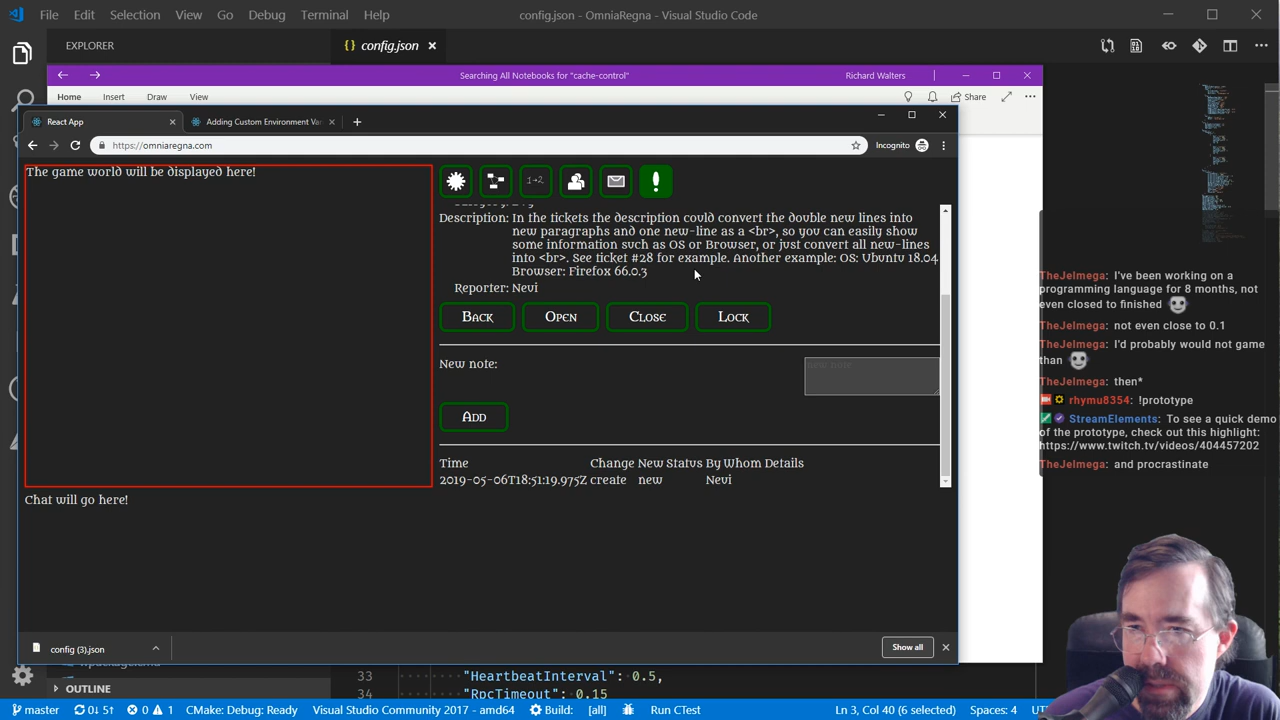 File Edit Selection View Go Debug Terminal Help
config.json - OmniaRegna - Visual Studio Code
EXPLORER
{} config.json ×
Searching All Notebooks for "cache-control"
Richard Walters
Home Insert Draw View
Share
React App
Adding Custom Environment Va
https://omniaregna.com
Incognito
The game world will be displayed here!
1→2
Description: In the tickets the description could convert the double new lines into
new paragraphs and one new-line as a <br>, so you can easily show
some information such as OS or Browser, or just convert all new-lines
into <br>. See ticket #28 for example. Another example: OS: Ubuntu 18.04
Browser: Firefox 66.0.3
Reporter: Nevi
Back Open Close Lock
New note:
new note
Add
Time Change New Status By Whom Details
2019-05-06T18:51:19.975Z create new Nevi
Chat will go here!
TheJelmega: I've been working on a
programming language for 8 months, not
even closed to finished
TheJelmega: not even close to 0.1
TheJelmega: I'd probably would not game
than
TheJelmega: then*
rhymu8354: !prototype
StreamElements: To see a quick demo
of the prototype, check out this highlight:
https://www.twitch.tv/videos/404457202
TheJelmega: and procrastinate
config (3).json
Show all
OUTLINE
33 "HeartbeatInterval": 0.5,
34 "RpcTimeout": 0.15
master 0↓ 5↑ 0 1 CMake: Debug: Ready Visual Studio Community 2017 - amd64 Build: [all] Run CTest
Ln 3, Col 40 (6 selected) Spaces: 4